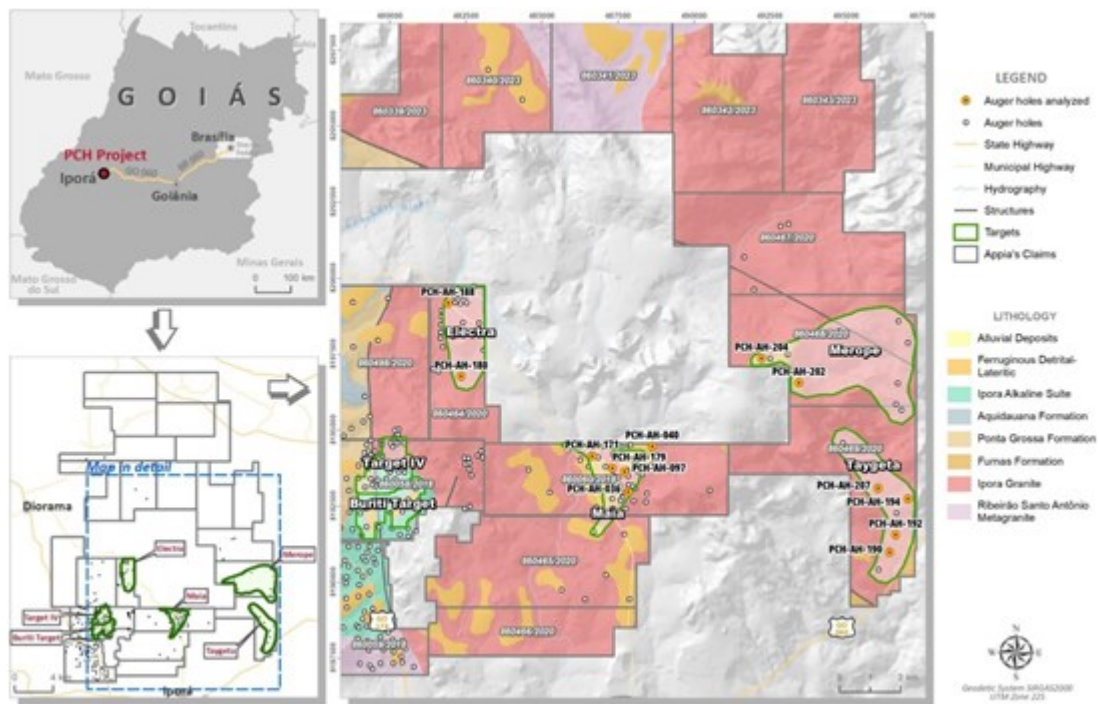 Tocantins
Mato Grosso
GOIÁS
Brasília
PCH Project
Iporá
GO 060
Goiânia
Minas Gerais
Mato Grosso
do Sul
0 100 km
Map in detail
Diorama
Electra
Merope
Maia
Target IV
Buriti Target
Taygeta
Iporá
860339/2023
860340/2023
860341/2023
860342/2023
860343/2023
860467/2020
PCH-AH-188
Electra
PCH-AH-180
860464/2020
PCH-AH-204
Merope
PCH-AH-202
PCH-AH-040
PCH-AH-171
PCH-AH-179
PCH-AH-097
Target IV
Buriti Target
Maia
Taygeta
PCH-AH-207
PCH-AH-194
PCH-AH-192
PCH-AH-190
860465/2020
860466/2020
LEGEND
Auger holes analyzed
Auger holes
State Highway
Municipal Highway
Hydrography
Structures
Targets
Appia's Claims
LITHOLOGY
Alluvial Deposits
Ferruginous Detrital-
Lateritic
Ipora Alkaline Suite
Aquidauana Formation
Ponta Grossa Formation
Furnas Formation
Ipora Granite
Ribeirão Santo Antônio
Metagranite
N
Geodetic System SIRGAS2000
UTM Zone 22S